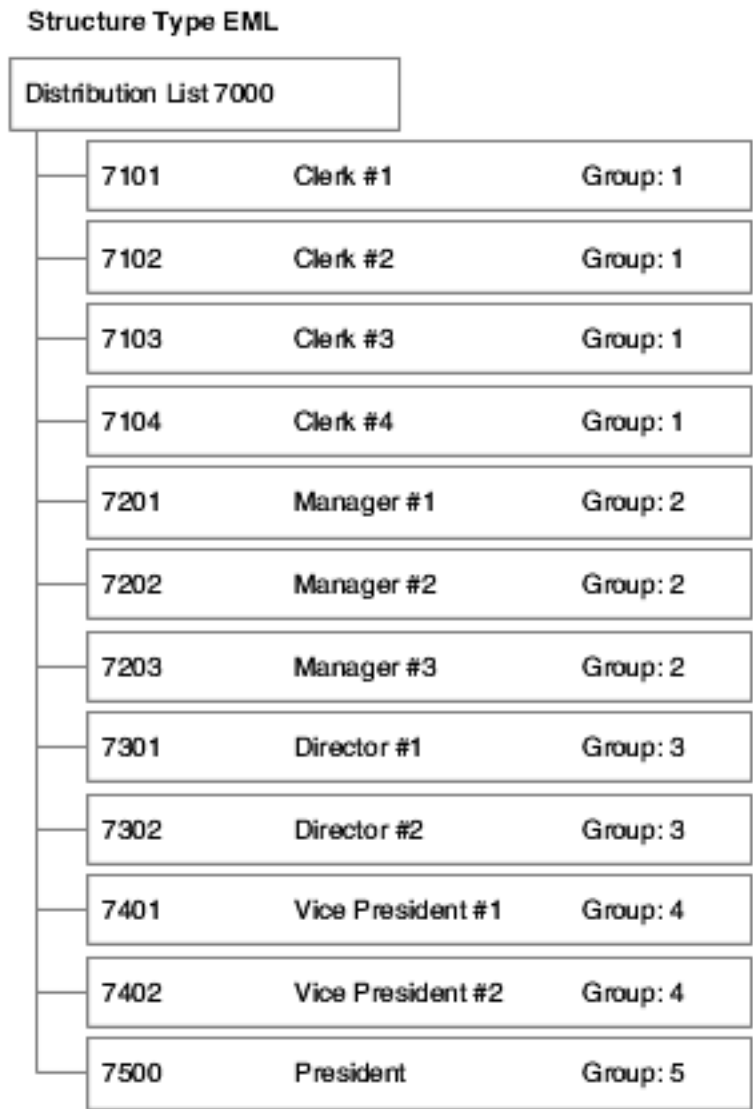 Structure Type EML
Distribution List 7000
7101 Clerk #1 Group: 1
7102 Clerk #2 Group: 1
7103 Clerk #3 Group: 1
7104 Clerk #4 Group: 1
7201 Manager #1 Group: 2
7202 Manager #2 Group: 2
7203 Manager #3 Group: 2
7301 Director #1 Group: 3
7302 Director #2 Group: 3
7401 Vice President #1 Group: 4
7402 Vice President #2 Group: 4
7500 President Group: 5